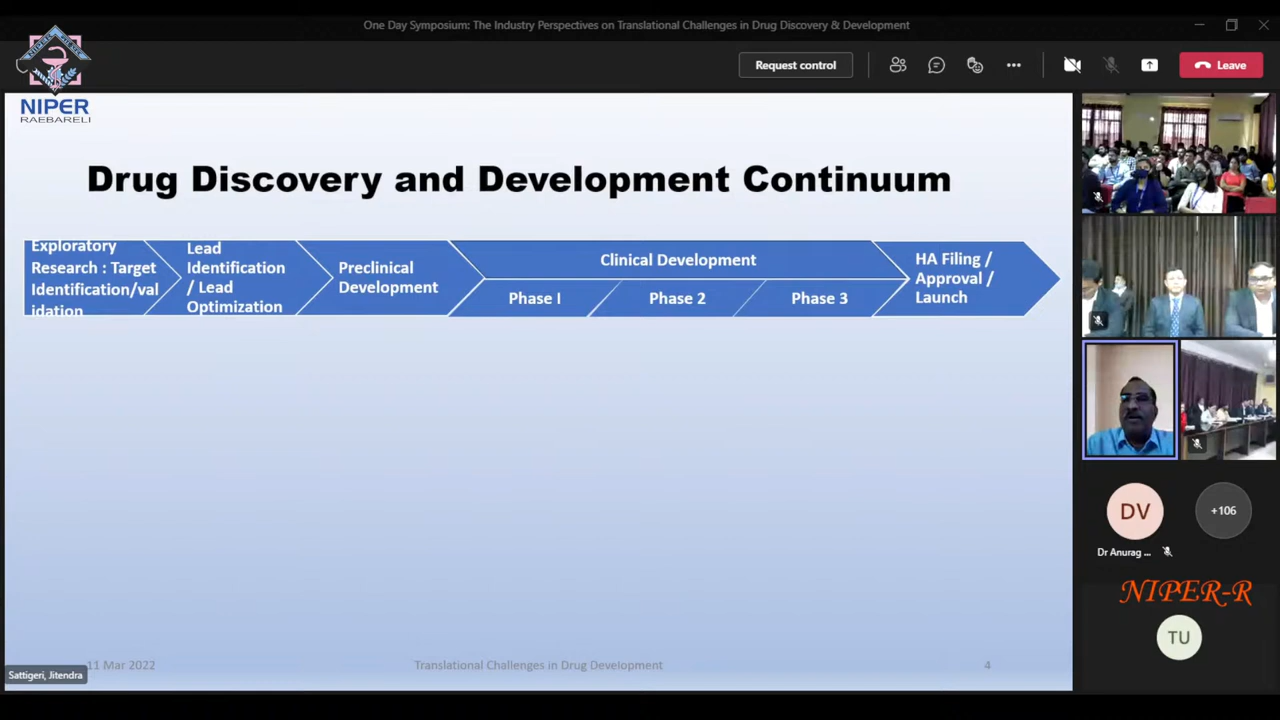 One Day Symposium: The Industry Perspectives on Translational Challenges in Drug Discovery & Development
Request control
Leave
NIPER
RAEBARELI
Drug Discovery and Development Continuum
Exploratory
Research : Target
Identification/val
idation
Lead
Identification
/ Lead
Optimization
Preclinical
Development
Clinical Development
Phase I
Phase 2
Phase 3
HA Filing /
Approval /
Launch
DV
+106
Dr Anurag ...
NIPER-R
TU
11 Mar 2022
Translational Challenges in Drug Development
4
Sattigeri, Jitendra